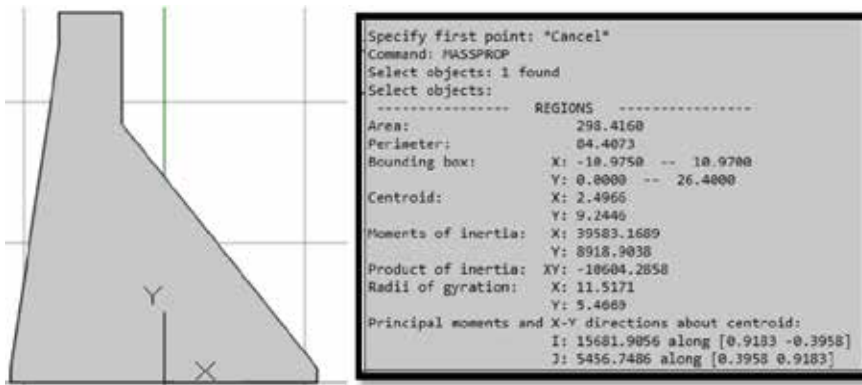 Y
X
Specify first point: *Cancel*
Command: MASSPROP
Select objects: 1 found
Select objects:
---------------- REGIONS ----------------
Area: 298.4160
Perimeter: 84.4073
Bounding box: X: -10.9750 -- 10.9700
Y: 0.0000 -- 26.4000
Centroid: X: 2.4966
Y: 9.2446
Moments of inertia: X: 39583.1689
Y: 8918.9038
Product of inertia: XY: -10604.2858
Radii of gyration: X: 11.5171
Y: 5.4669
Principal moments and X-Y directions about centroid:
I: 15681.9056 along [0.9183 -0.3958]
J: 5456.7486 along [0.3958 0.9183]